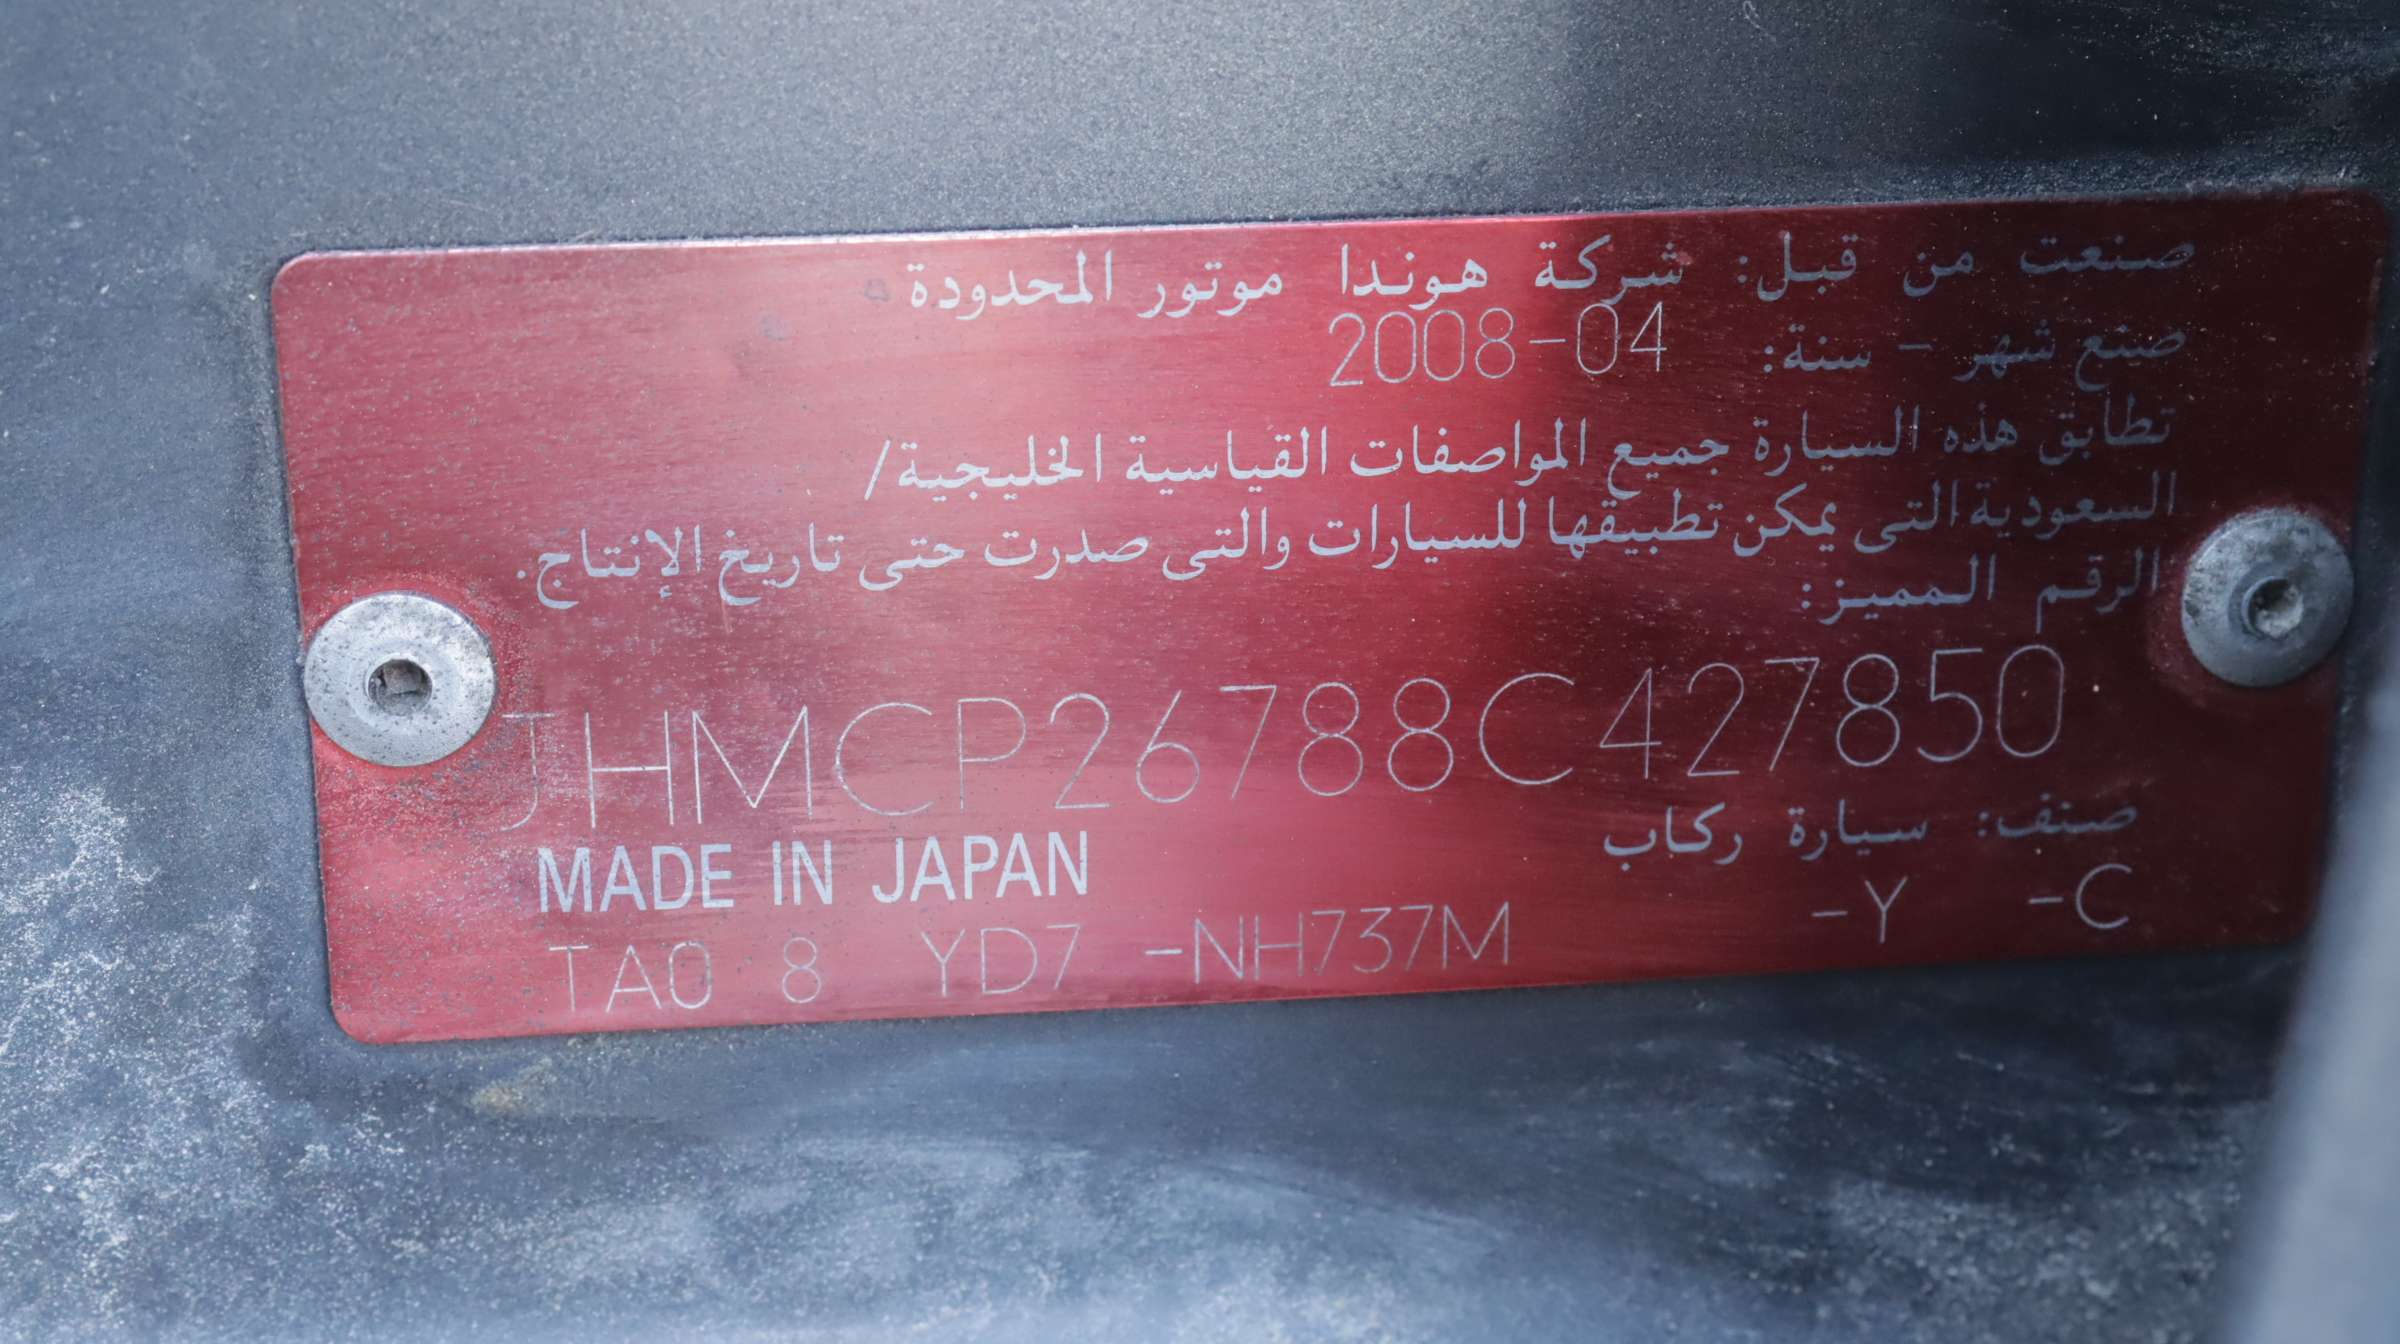 صنعت من قبل: شركة هوندا موتور المحدودة
صنع شهر - سنة: 2008-04
تطابق هذه السيارة جميع المواصفات القياسية الخليجية/
السعودية التى يمكن تطبيقها للسيارات والتى صدرت حتى تاريخ الإنتاج.
الرقم المميز:
JHMCP26788C427850
صنف: سيارة ركاب
MADE IN JAPAN
TA0 8 YD7 -NH737M -Y -C